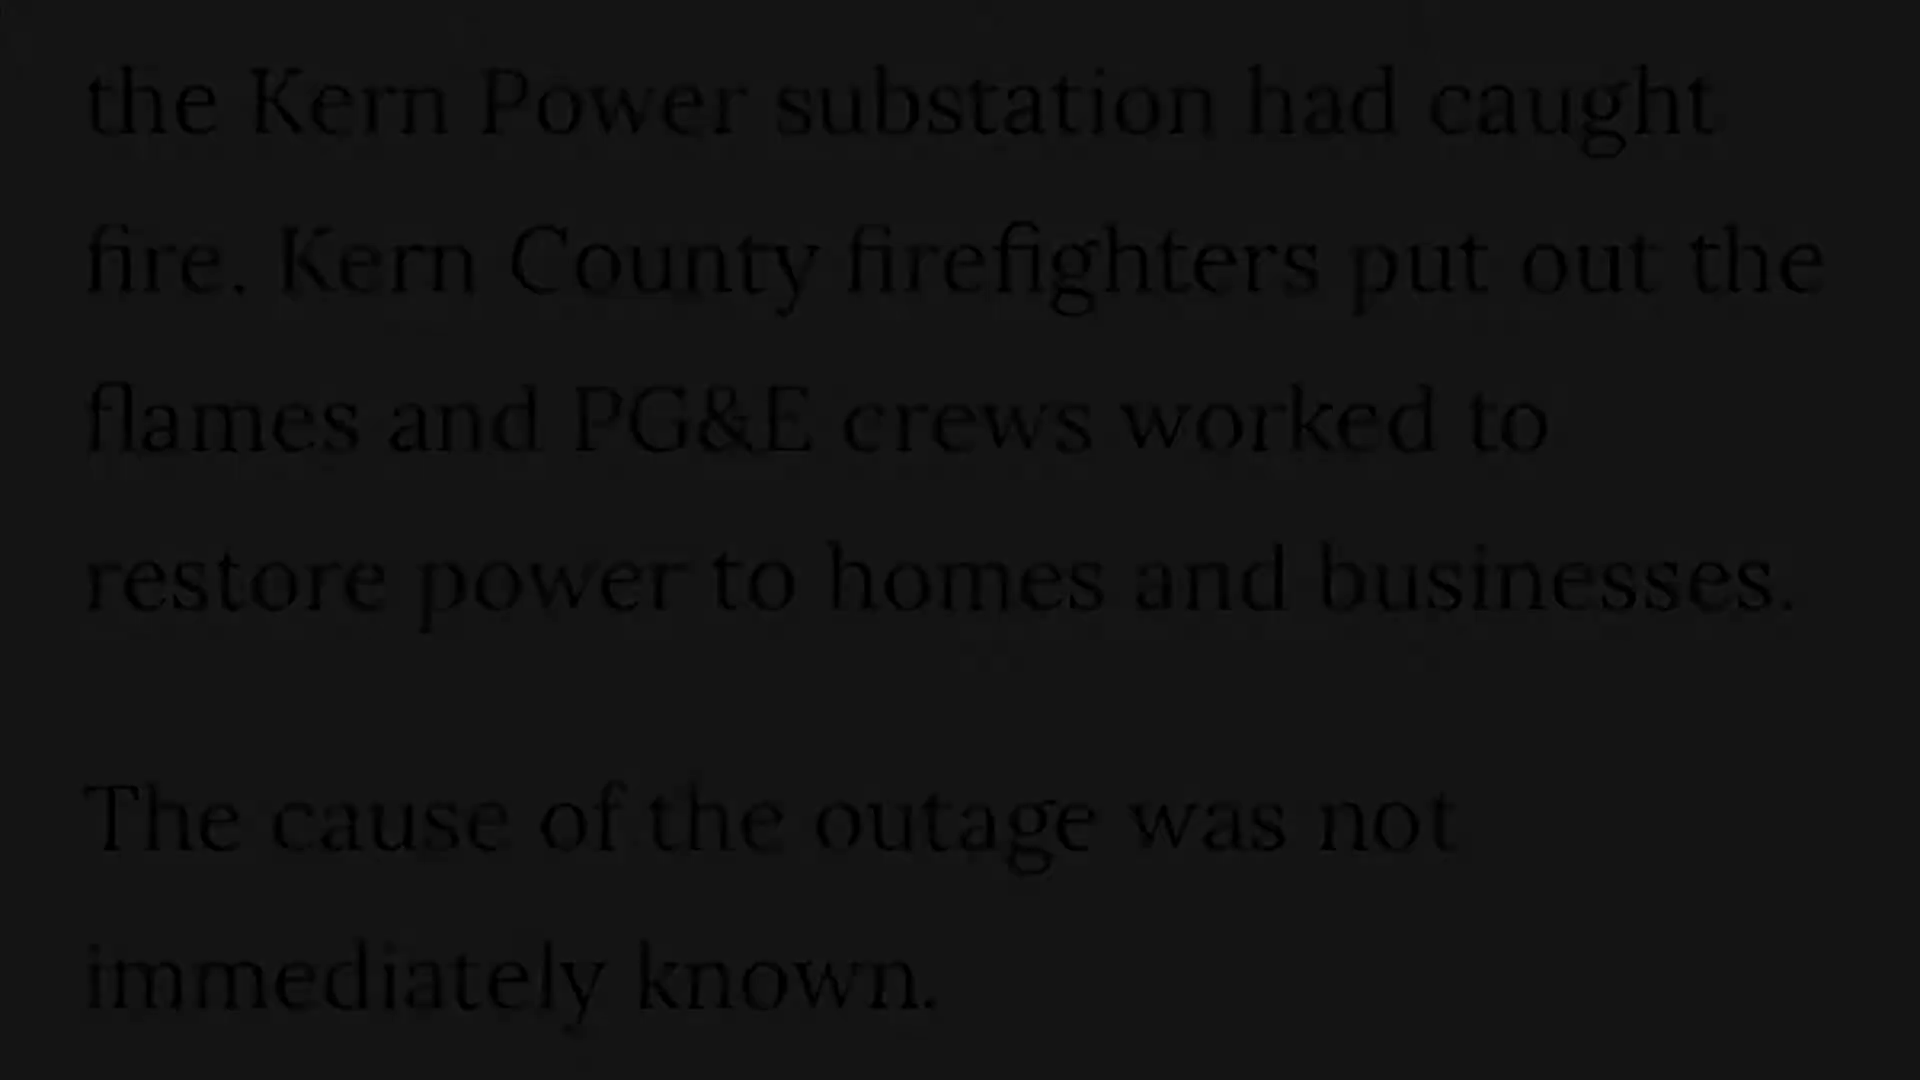 the Kern Power substation had caught
fire. Kern County firefighters put out the
flames and PG&E crews worked to
restore power to homes and businesses.
The cause of the outage was not
immediately known.